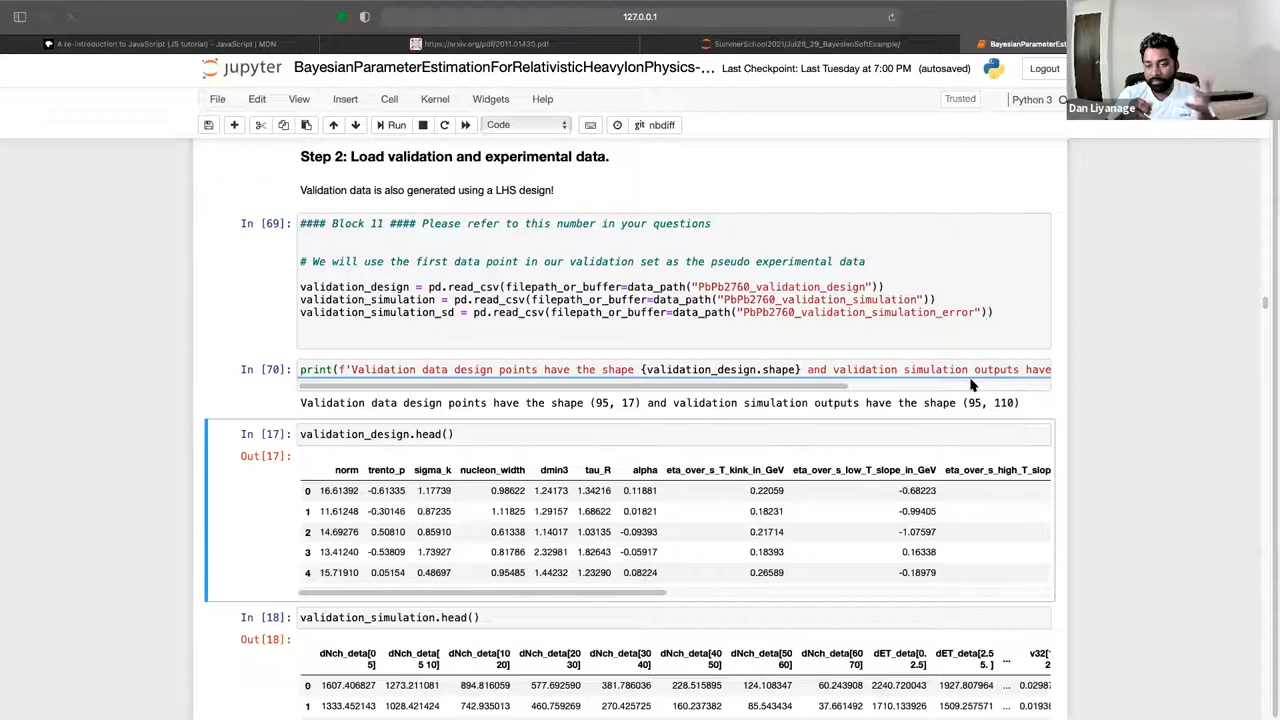 127.0.0.1
A re-introduction to JavaScript (JS tutorial) - JavaScript | MDN
https://arxiv.org/pdf/2011.01430.pdf
SummerSchool2021/Jul28_29_BayesianSoftExample/
BayesianParameterEst
Dan Liyanage
jupyter BayesianParameterEstimationForRelativisticHeavyIonPhysics-... Last Checkpoint: Last Tuesday at 7:00 PM (autosaved) Logout
File Edit View Insert Cell Kernel Widgets Help Trusted Python 3
Run Code nbdiff
Step 2: Load validation and experimental data.
Validation data is also generated using a LHS design!
In [69]: #### Block 11 #### Please refer to this number in your questions
# We will use the first data point in our validation set as the pseudo experimental data
validation_design = pd.read_csv(filepath_or_buffer=data_path("PbPb2760_validation_design"))
validation_simulation = pd.read_csv(filepath_or_buffer=data_path("PbPb2760_validation_simulation"))
validation_simulation_sd = pd.read_csv(filepath_or_buffer=data_path("PbPb2760_validation_simulation_error"))
In [70]: print(f'Validation data design points have the shape {validation_design.shape} and validation simulation outputs have
Validation data design points have the shape (95, 17) and validation simulation outputs have the shape (95, 110)
In [17]: validation_design.head()
Out[17]:
norm trento_p sigma_k nucleon_width dmin3 tau_R alpha eta_over_s_T_kink_in_GeV eta_over_s_low_T_slope_in_GeV eta_over_s_high_T_slop
0 16.61392 -0.61335 1.17739 0.98622 1.24173 1.34216 0.11881 0.22059 -0.68223
1 11.61248 -0.30146 0.87235 1.11825 1.29157 1.68622 0.01821 0.18231 -0.99405
2 14.69276 0.50810 0.85910 0.61338 1.14017 1.03135 -0.09393 0.21714 -1.07597
3 13.41240 -0.53809 1.73927 0.81786 2.32981 1.82643 -0.05917 0.18393 0.16338
4 15.71910 0.05154 0.48697 0.95485 1.44232 1.23290 0.08224 0.26589 -0.18979
In [18]: validation_simulation.head()
Out[18]:
dNch_deta[0 dNch_deta[ dNch_deta[10 dNch_deta[20 dNch_deta[30 dNch_deta[40 dNch_deta[50 dNch_deta[60 dET_deta[0. dET_deta[2.5 ... v32[
5] 5 10] 20] 30] 40] 50] 60] 70] 2.5] 5. ] 2
0 1607.406827 1273.211081 894.816059 577.692590 381.786036 228.515895 124.108347 60.243908 2240.720043 1927.807964 ... 0.02987
1 1333.452143 1028.421424 742.935013 460.759269 270.425725 160.237382 85.543434 37.661492 1710.133926 1509.257571 ... 0.01938